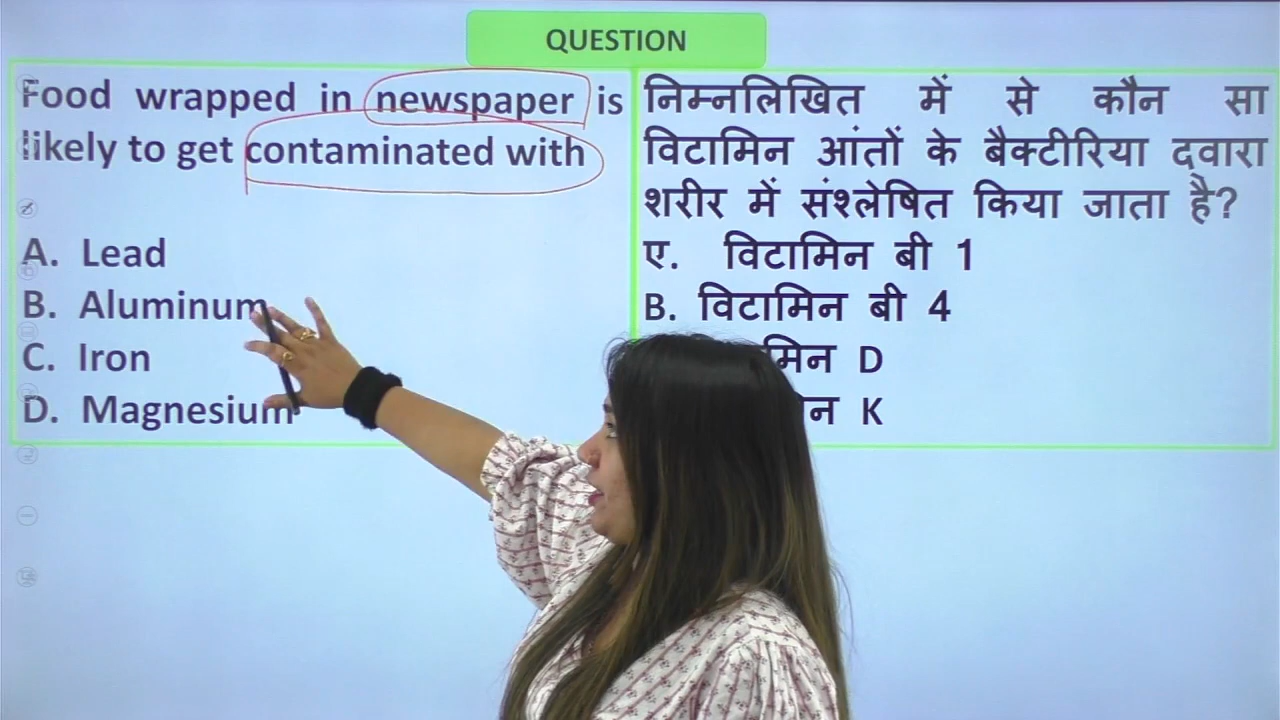 QUESTION
Food wrapped in newspaper is
likely to get contaminated with
A. Lead
B. Aluminum
C. Iron
D. Magnesium
निम्नलिखित में से कौन सा
विटामिन आंतों के बैक्टीरिया दवारा
शरीर में संश्लेषित किया जाता है?
ए. विटामिन बी 1
B. विटामिन बी 4
D
K